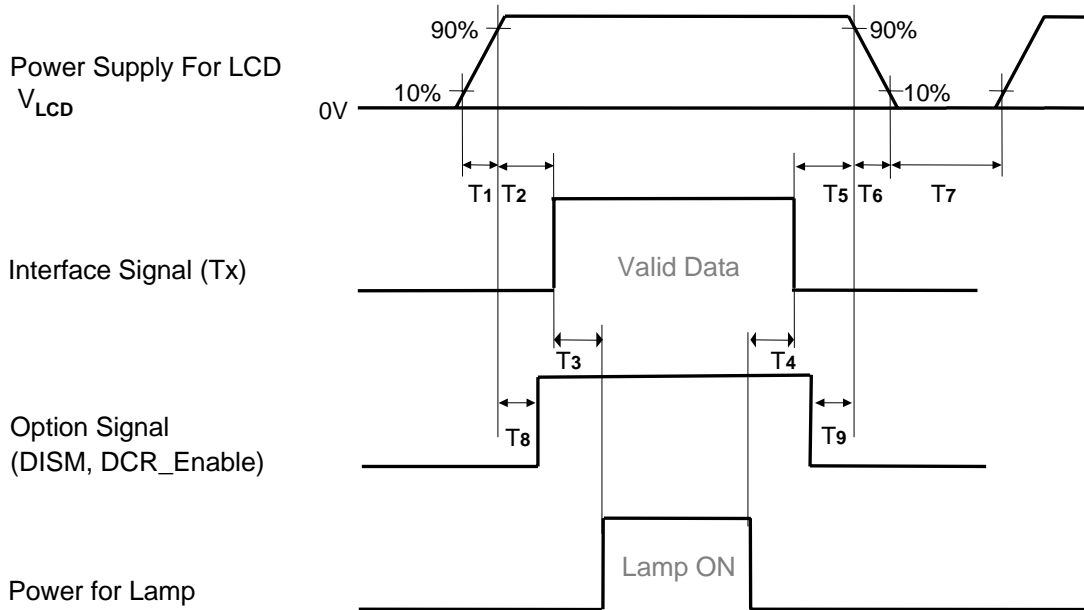 90%
90%
Power Supply For LCD
VLCD
10%
10%
0V
T1
T2
T5
T6
T7
Interface Signal (Tx)
Valid Data
T3
T4
Option Signal
(DISM, DCR_Enable)
T8
T9
Lamp ON
Power for Lamp